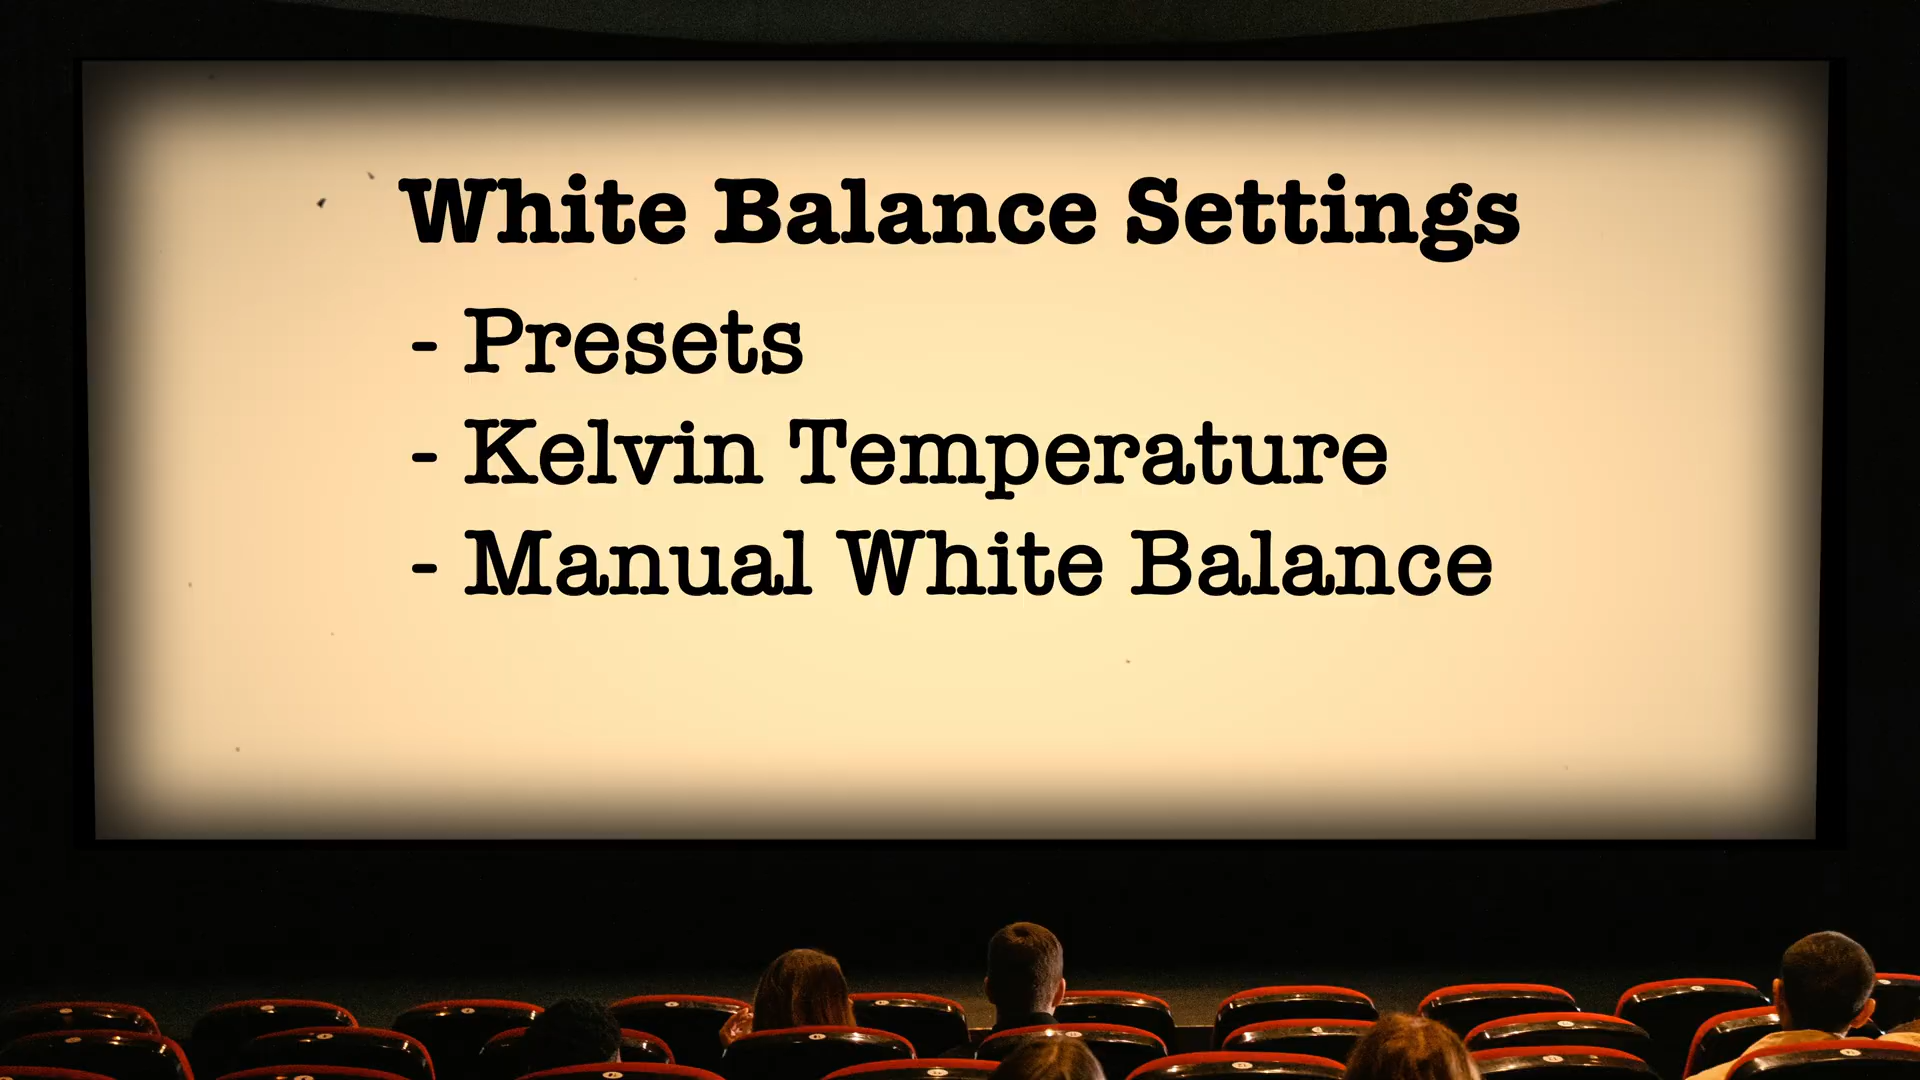 White Balance Settings
- Presets
- Kelvin Temperature
- Manual White Balance